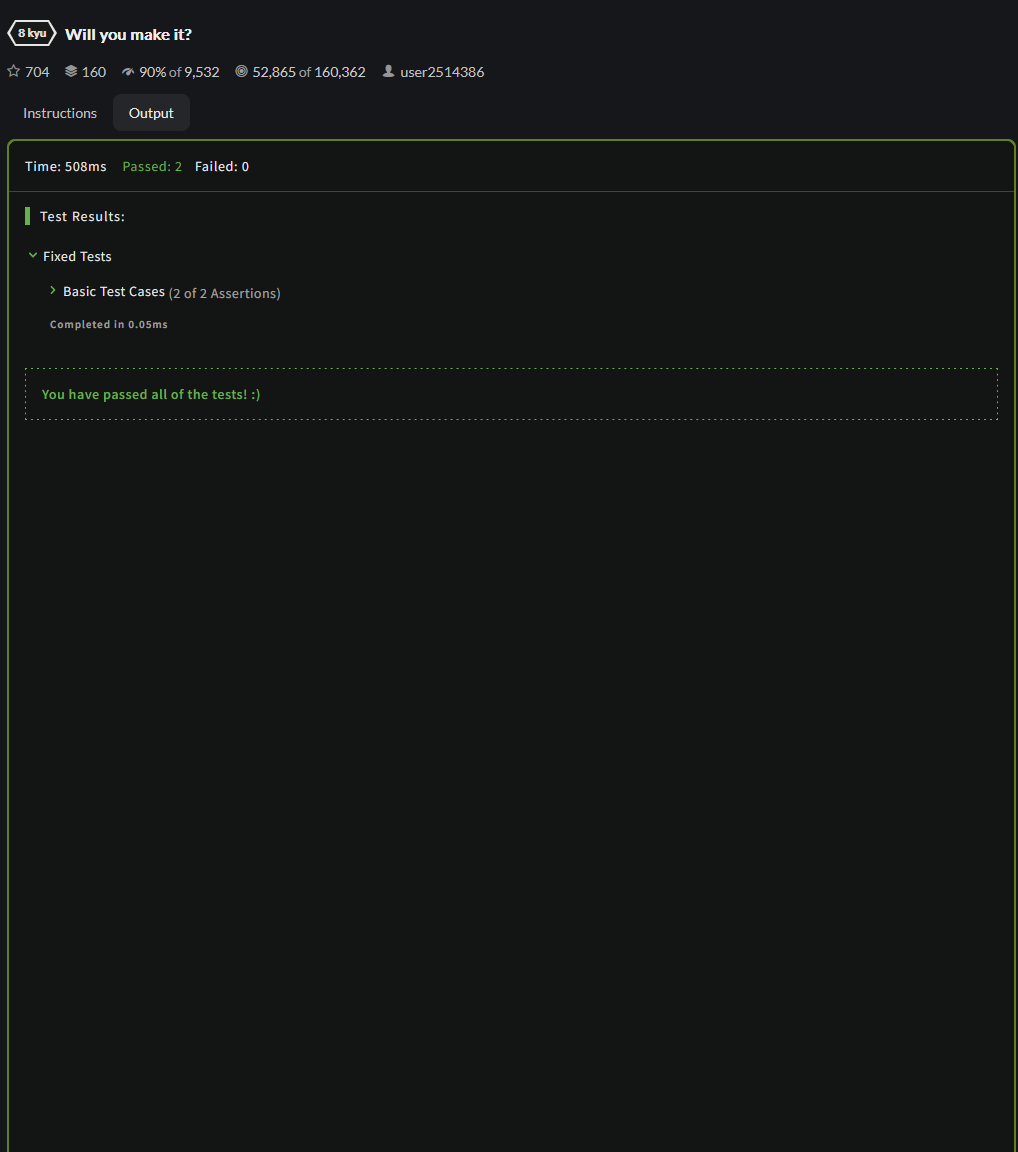 8 kyu Will you make it?
704 160 90% of 9,532 52,865 of 160,362 user2514386
Instructions Output
Time: 508ms Passed: 2 Failed: 0
Test Results:
Fixed Tests
Basic Test Cases (2 of 2 Assertions)
Completed in 0.05ms
You have passed all of the tests! :)